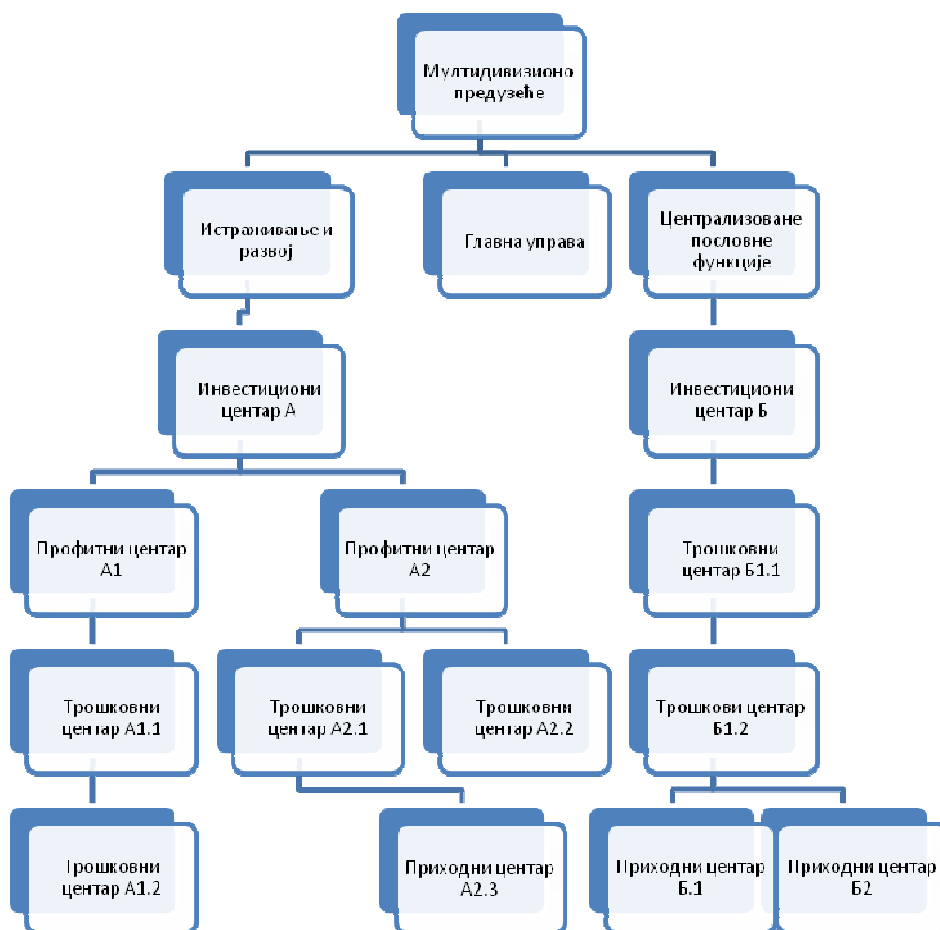 Мултидивизионо
предузеће
Истраживање и
развој
Главна управа
Централизоване
пословне
функције
Инвестициони
центар А
Инвестициони
центар Б
Профитни центар
А1
Профитни центар
А2
Трошковни
центар Б1.1
Трошковни
центар А1.1
Трошковни
центар А2.1
Трошковни
центар А2.2
Трошкови центар
Б1.2
Трошковни
центар А1.2
Приходни центар
А2.3
Приходни центар
Б.1
Приходни центар
Б2